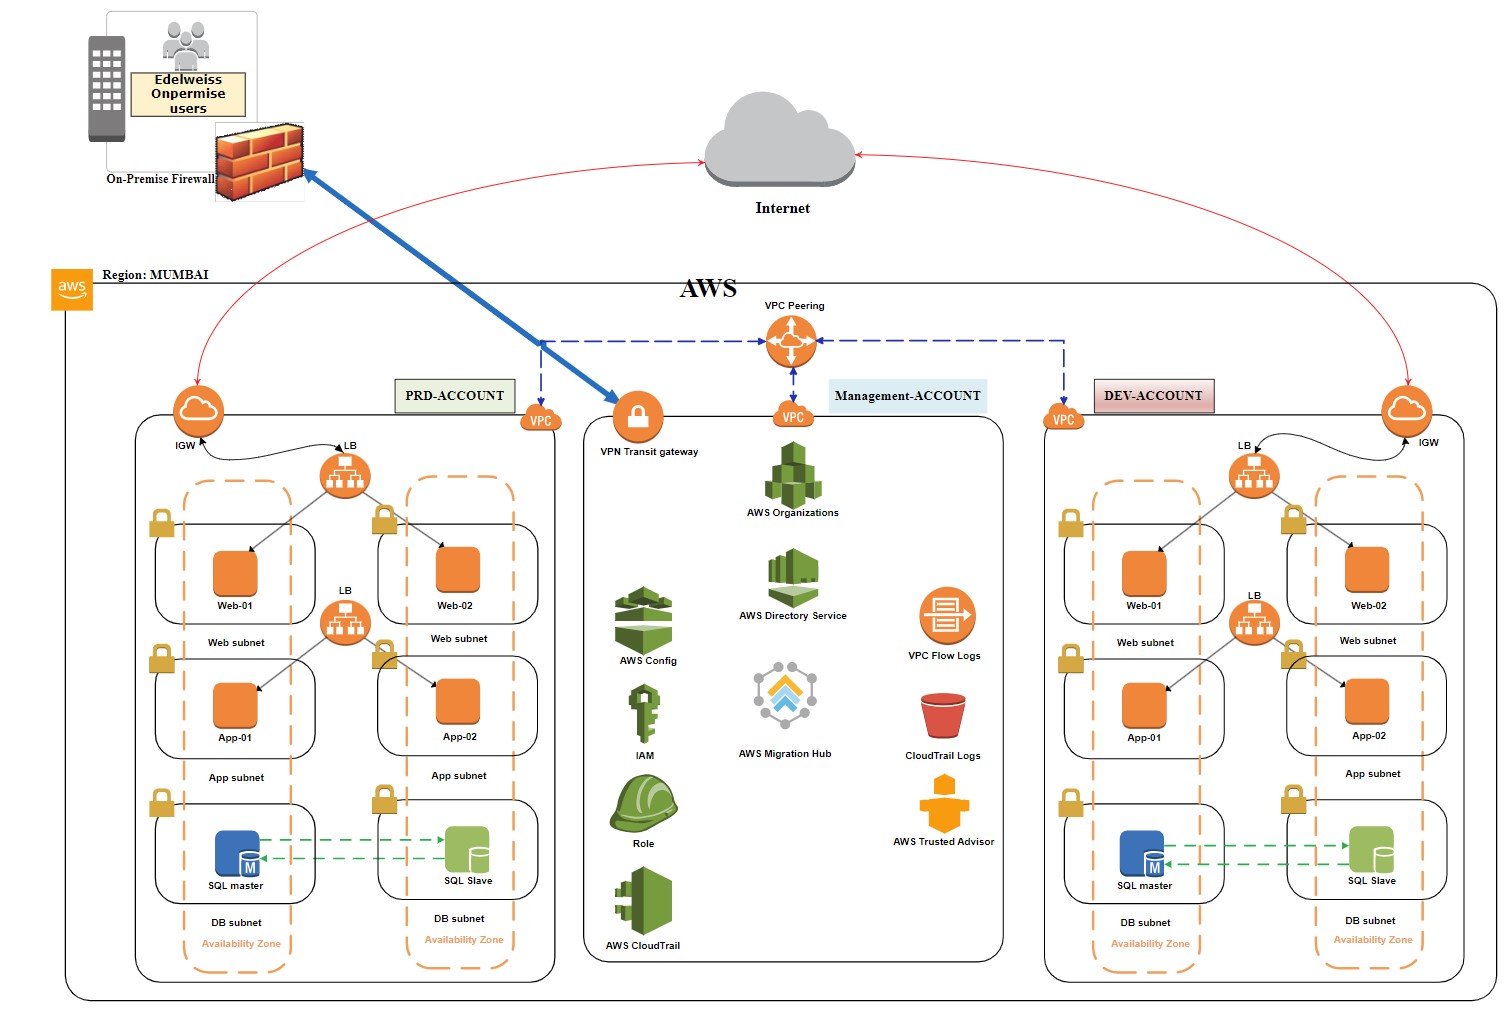 Edelweiss
Onpermise
users
On-Premise Firewall
Internet
aws
Region: MUMBAI
AWS
VPC Peering
PRD-ACCOUNT
Management-ACCOUNT
DEV-ACCOUNT
VPC
VPC
VPC
IGW
LB
VPN Transit gateway
LB
IGW
AWS Organizations
Web-01
Web-02
LB
Web subnet
Web subnet
App-01
App-02
App subnet
App subnet
M
SQL master
SQL Slave
DB subnet
DB subnet
Availability Zone
Availability Zone
AWS Directory Service
AWS Config
VPC Flow Logs
IAM
AWS Migration Hub
CloudTrail Logs
Role
AWS Trusted Advisor
AWS CloudTrail
Web-01
Web-02
LB
Web subnet
Web subnet
App-01
App-02
App subnet
M
SQL master
SQL Slave
DB subnet
DB subnet
Availability Zone
Availability Zone